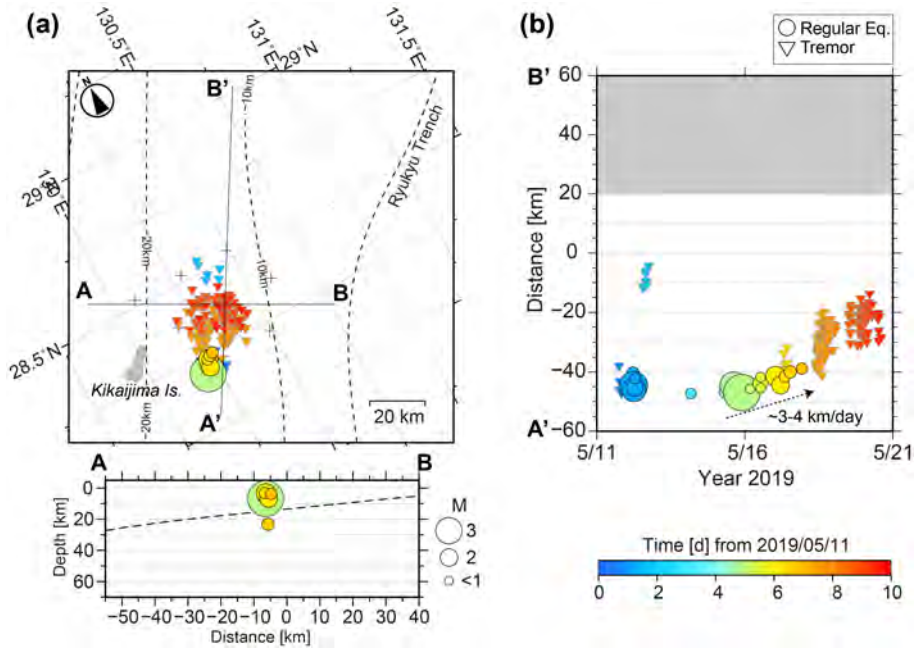 (a)
130.5°E
131°E
29°N
131.5°E
N
B'
10km
Ryukyu Trench
29°N
130°E
20km
10km
A
B
28.5°N
Kikaijima Is.
20km
A'
20 km
A
B
0
20
40
60
Depth [km]
−50 −40 −30 −20 −10 0 10 20 30 40
Distance [km]
M
3
2
<1
(b)
Regular Eq.
Tremor
B'
60
40
20
0
−20
−40
−60
A'
Distance [km]
~3-4 km/day
5/11 5/16 5/21
Year 2019
Time [d] from 2019/05/11
0 2 4 6 8 10